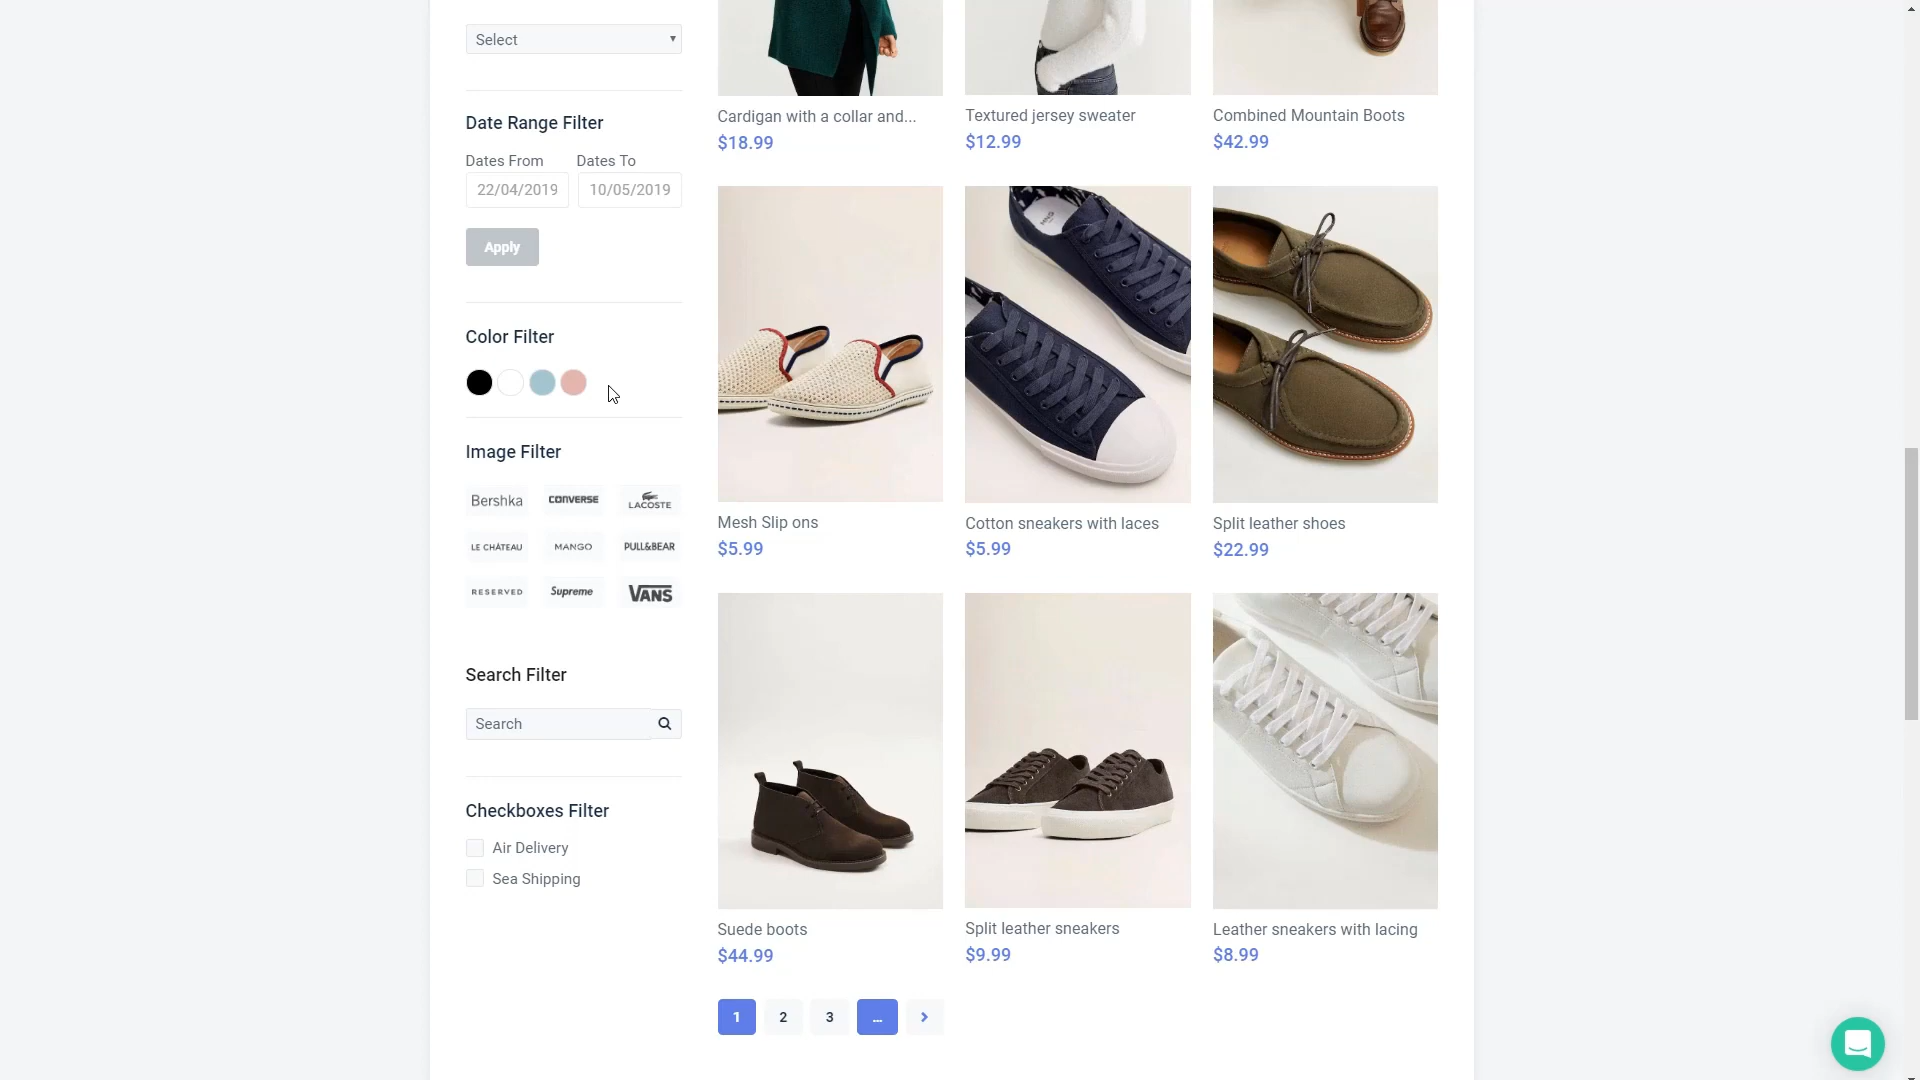 Select
Date Range Filter
Dates From
Dates To
22/04/2019
10/05/2019
Apply
Color Filter
Image Filter
Bershka
CONVERSE
LACOSTE
LE CHÂTEAU
MANGO
PULL&BEAR
RESERVED
Supreme
VANS
Search Filter
Search
Checkboxes Filter
Air Delivery
Sea Shipping
Cardigan with a collar and...
$18.99
Textured jersey sweater
$12.99
Combined Mountain Boots
$42.99
Mesh Slip ons
$5.99
Cotton sneakers with laces
$5.99
Split leather shoes
$22.99
Suede boots
$44.99
Split leather sneakers
$9.99
Leather sneakers with lacing
$8.99
1 2 3 ...